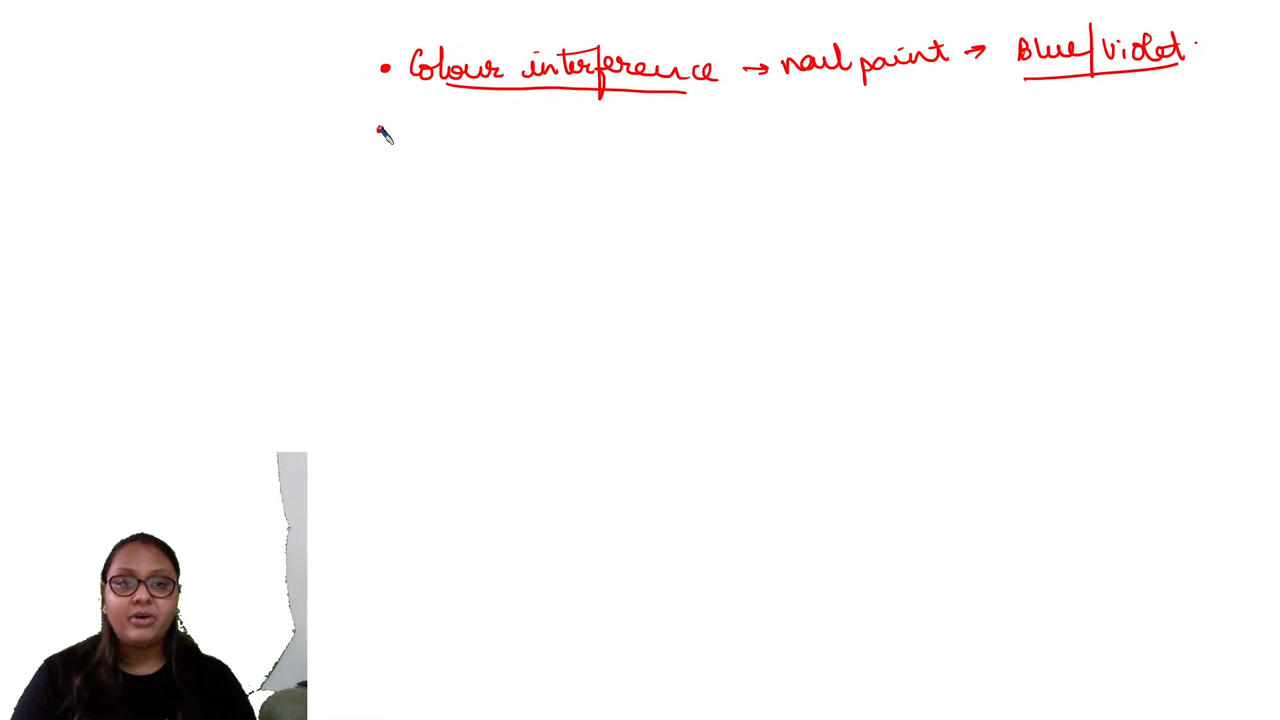 • Colour interference → nail paint → Blue/Violet.